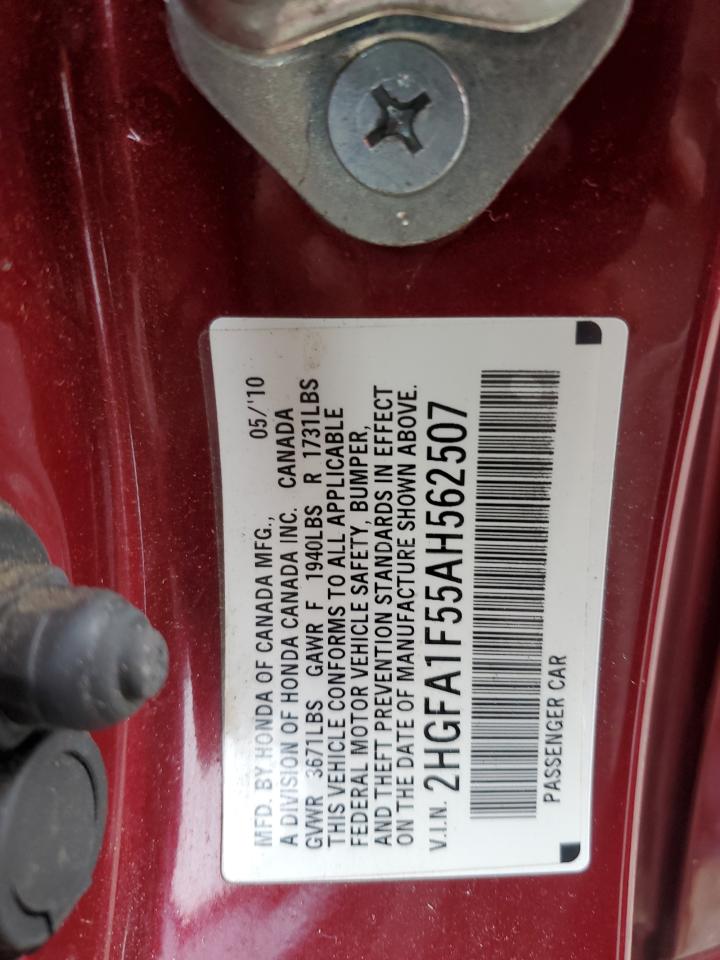 MFD. BY HONDA OF CANADA MFG., 05/'10
A DIVISION OF HONDA CANADA INC. CANADA
GVWR 3671LBS GAWR F 1940LBS R 1731LBS
THIS VEHICLE CONFORMS TO ALL APPLICABLE
FEDERAL MOTOR VEHICLE SAFETY, BUMPER,
AND THEFT PREVENTION STANDARDS IN EFFECT
ON THE DATE OF MANUFACTURE SHOWN ABOVE.
V.I.N. 2HGFA1F55AH562507
PASSENGER CAR